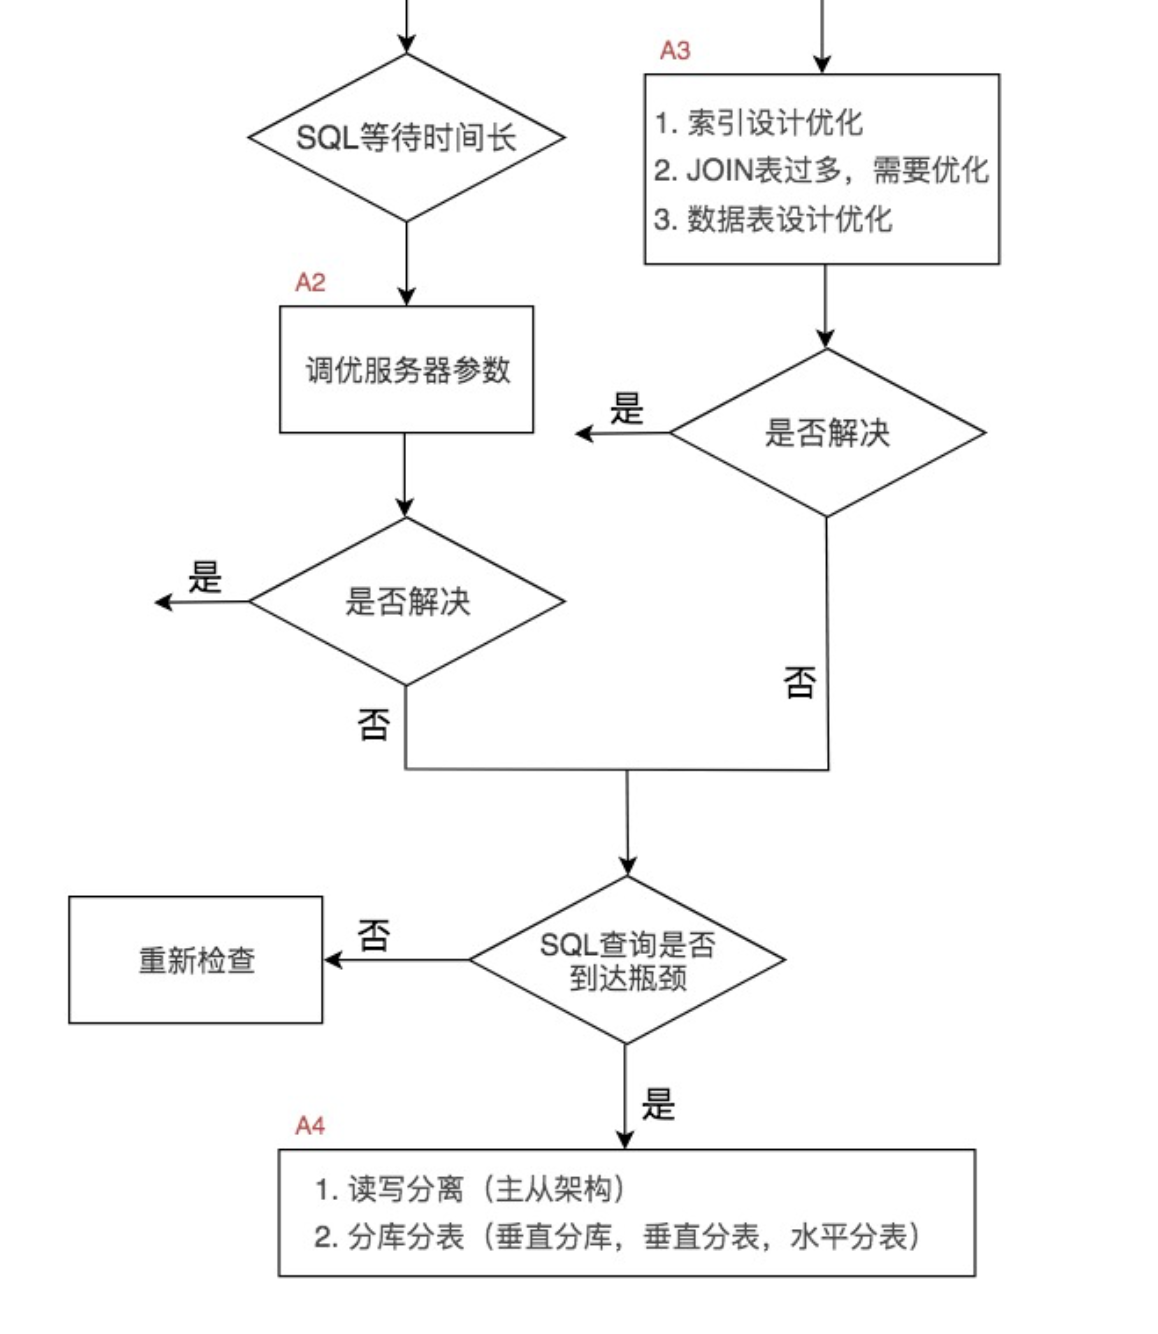 A3
SQL等待时间长
1. 索引设计优化
2. JOIN表过多，需要优化
3. 数据表设计优化
A2
调优服务器参数
是
是否解决
是
是否解决
否
否
重新检查
否
SQL查询是否
到达瓶颈
是
A4
1. 读写分离（主从架构）
2. 分库分表（垂直分库，垂直分表，水平分表）